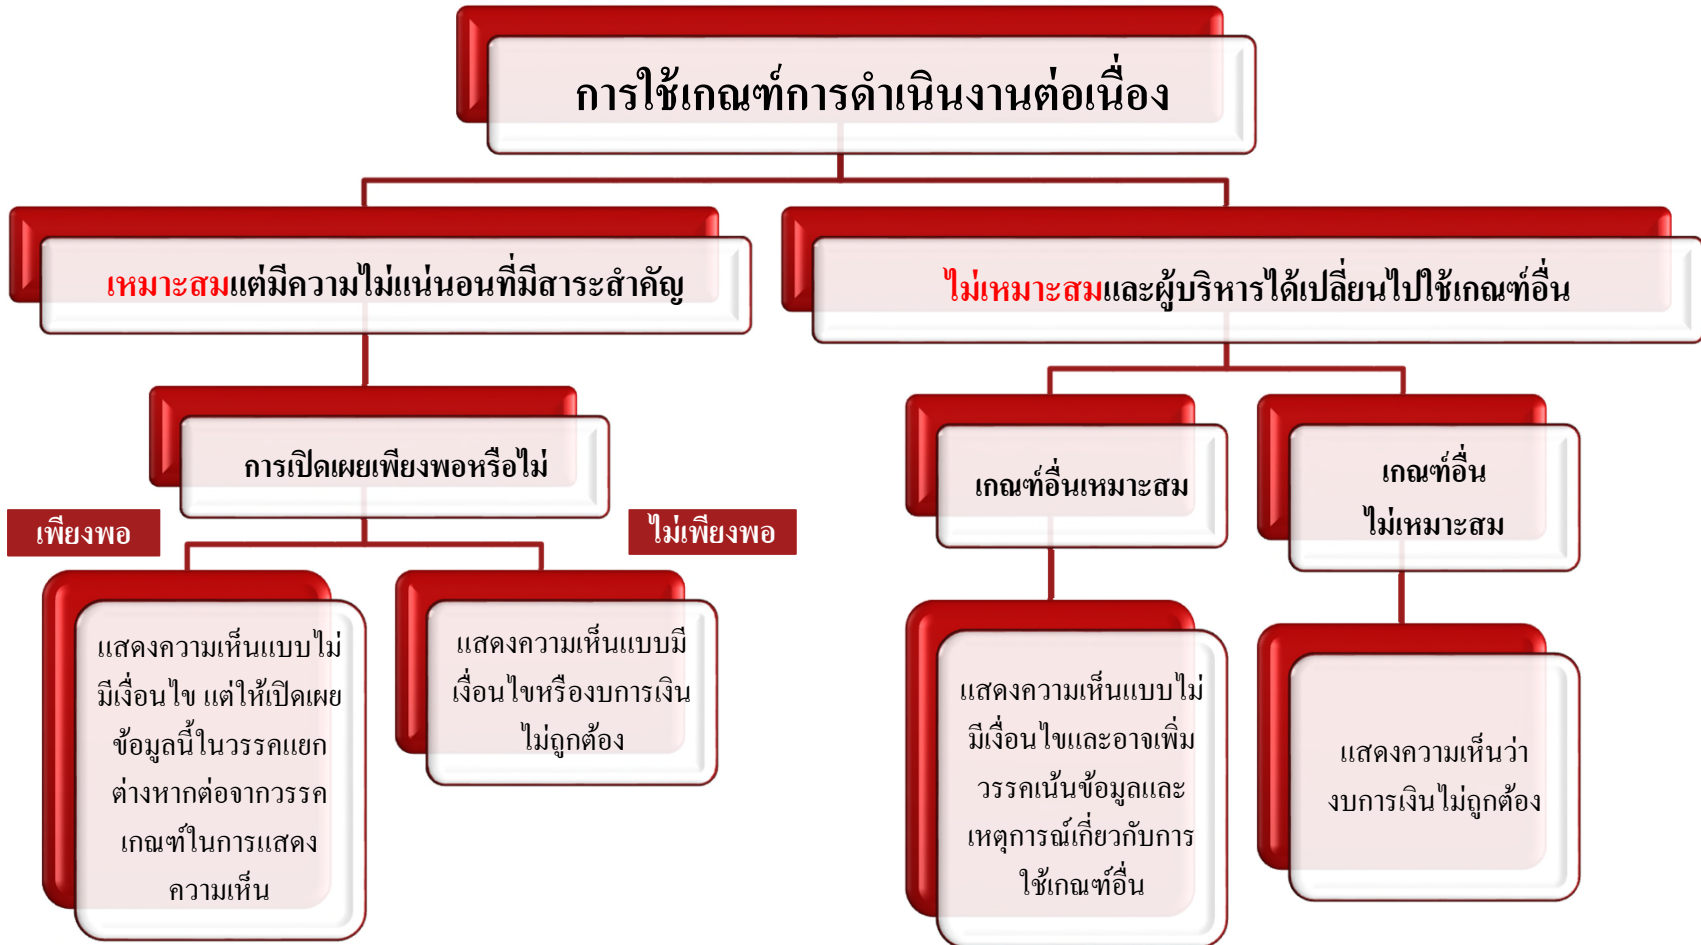 การใช้เกณฑ์การดำเนินงานต่อเนื่อง
เหมาะสมแต่มีความไม่แน่นอนที่มีสาระสำคัญ
ไม่เหมาะสมและผู้บริหารได้เปลี่ยนไปใช้เกณฑ์อื่น
การเปิดเผยเพียงพอหรือไม่
เกณฑ์อื่นเหมาะสม
เกณฑ์อื่น
ไม่เหมาะสม
เพียงพอ
ไม่เพียงพอ
แสดงความเห็นแบบไม่
มีเงื่อนไข แต่ให้เปิดเผย
ข้อมูลนี้ในวรรคแยก
ต่างหากต่อจากวรรค
เกณฑ์ในการแสดง
ความเห็น
แสดงความเห็นแบบมี
เงื่อนไขหรืองบการเงิน
ไม่ถูกต้อง
แสดงความเห็นแบบไม่
มีเงื่อนไขและอาจเพิ่ม
วรรคเน้นข้อมูลและ
เหตุการณ์เกี่ยวกับการ
ใช้เกณฑ์อื่น
แสดงความเห็นว่า
งบการเงินไม่ถูกต้อง